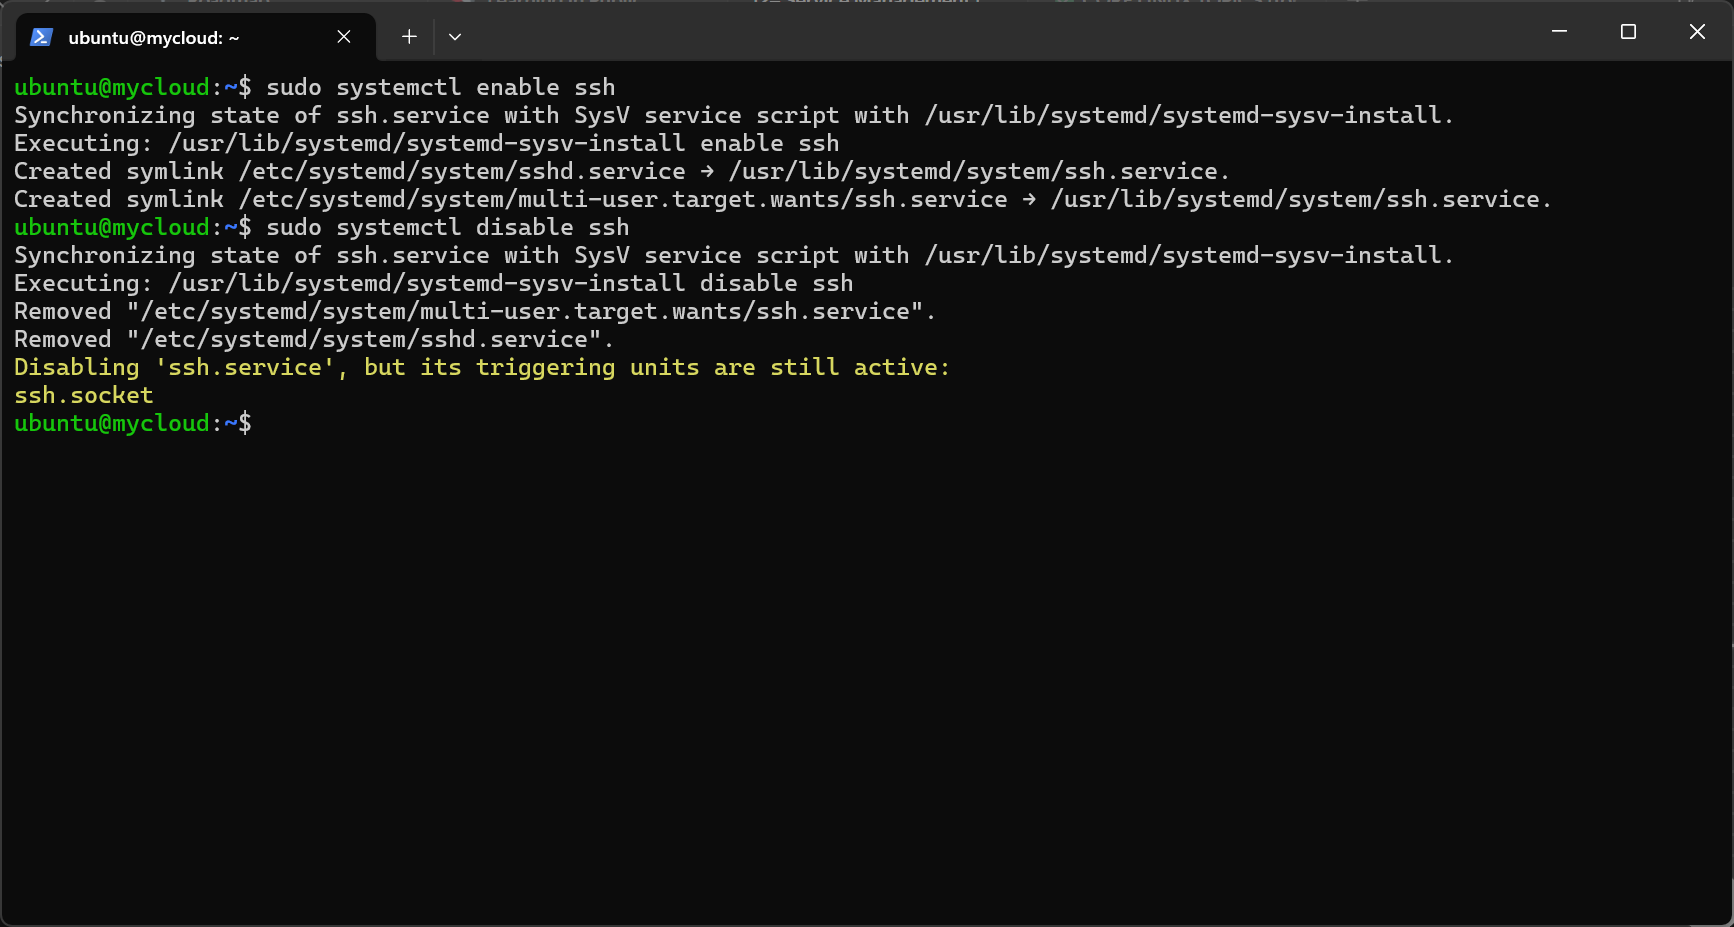 ubuntu@mycloud: ~
ubuntu@mycloud:~$ sudo systemctl enable ssh
Synchronizing state of ssh.service with SysV service script with /usr/lib/systemd/systemd-sysv-install.
Executing: /usr/lib/systemd/systemd-sysv-install enable ssh
Created symlink /etc/systemd/system/sshd.service → /usr/lib/systemd/system/ssh.service.
Created symlink /etc/systemd/system/multi-user.target.wants/ssh.service → /usr/lib/systemd/system/ssh.service.
ubuntu@mycloud:~$ sudo systemctl disable ssh
Synchronizing state of ssh.service with SysV service script with /usr/lib/systemd/systemd-sysv-install.
Executing: /usr/lib/systemd/systemd-sysv-install disable ssh
Removed "/etc/systemd/system/multi-user.target.wants/ssh.service".
Removed "/etc/systemd/system/sshd.service".
Disabling 'ssh.service', but its triggering units are still active:
ssh.socket
ubuntu@mycloud:~$